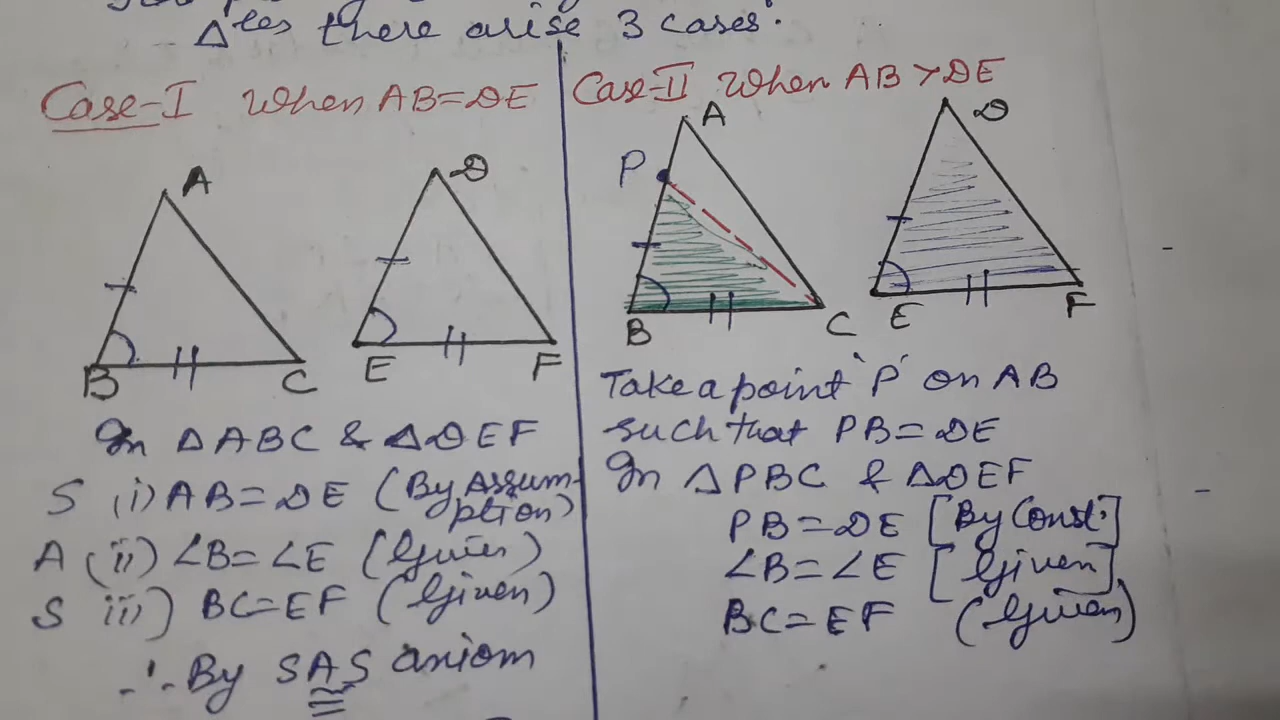 Δles there arise 3 cases.
Case-I When AB=DE
A
D
B
C
E
F
In ΔABC & ΔDEF
S (i) AB=DE (By Assum-
ption)
A (ii) ∠B=∠E (Given)
S iii) BC=EF (Given)
∴ By SAS axiom
≅
Case-II When AB>DE
A
D
P
B
C
E
F
Take a point 'P' on AB
such that PB=DE
In ΔPBC & ΔDEF
PB=DE [By Const.]
∠B=∠E [Given]
BC=EF (Given)